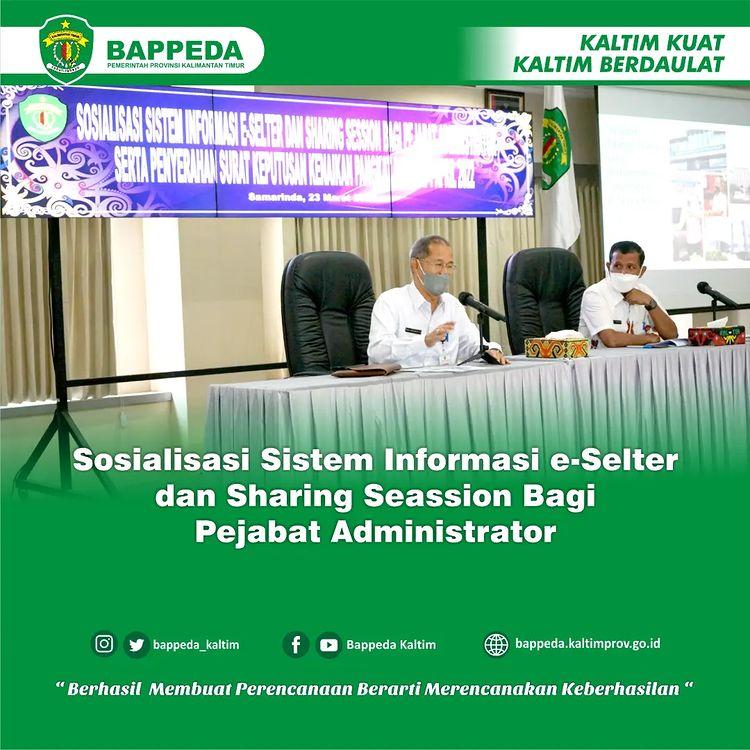 BAPPEDA
PEMERINTAH PROVINSI KALIMANTAN TIMUR
KALTIM KUAT
KALTIM BERDAULAT
SOSIALISASI SISTEM INFORMASI E-SELTER DAN SHARING SESSION BAGI
SERTA PENYERAHAN SURAT KEPUTUSAN KENAIKAN 2022
Samarinda, 23
Sosialisasi Sistem Informasi e-Selter
dan Sharing Seassion Bagi
Pejabat Administrator
bappeda_kaltim
Bappeda Kaltim
bappeda.kaltimprov.go.id
“ Berhasil Membuat Perencanaan Berarti Merencanakan Keberhasilan “